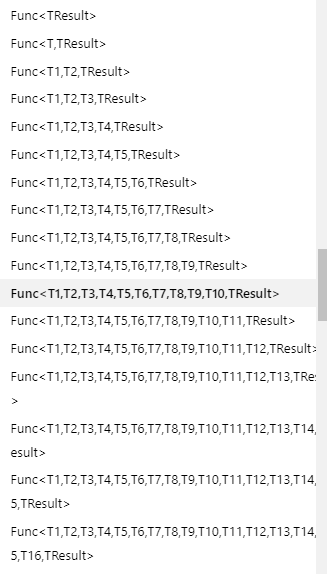 Func<TResult>
Func<T,TResult>
Func<T1,T2,TResult>
Func<T1,T2,T3,TResult>
Func<T1,T2,T3,T4,TResult>
Func<T1,T2,T3,T4,T5,TResult>
Func<T1,T2,T3,T4,T5,T6,TResult>
Func<T1,T2,T3,T4,T5,T6,T7,TResult>
Func<T1,T2,T3,T4,T5,T6,T7,T8,TResult>
Func<T1,T2,T3,T4,T5,T6,T7,T8,T9,TResult>
Func<T1,T2,T3,T4,T5,T6,T7,T8,T9,T10,TResult>
Func<T1,T2,T3,T4,T5,T6,T7,T8,T9,T10,T11,TResult>
Func<T1,T2,T3,T4,T5,T6,T7,T8,T9,T10,T11,T12,TResult>
Func<T1,T2,T3,T4,T5,T6,T7,T8,T9,T10,T11,T12,T13,TRes
>
Func<T1,T2,T3,T4,T5,T6,T7,T8,T9,T10,T11,T12,T13,T14,
esult>
Func<T1,T2,T3,T4,T5,T6,T7,T8,T9,T10,T11,T12,T13,T14,
5,TResult>
Func<T1,T2,T3,T4,T5,T6,T7,T8,T9,T10,T11,T12,T13,T14,
5,T16,TResult>